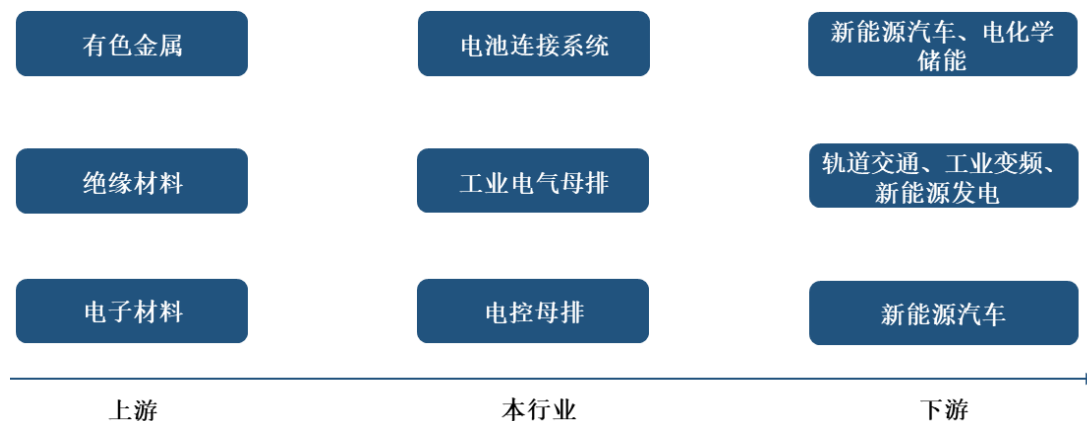 有色金属
电池连接系统
新能源汽车、电化学
储能
绝缘材料
工业电气母排
轨道交通、工业变频、
新能源发电
电子材料
电控母排
新能源汽车
上游
本行业
下游